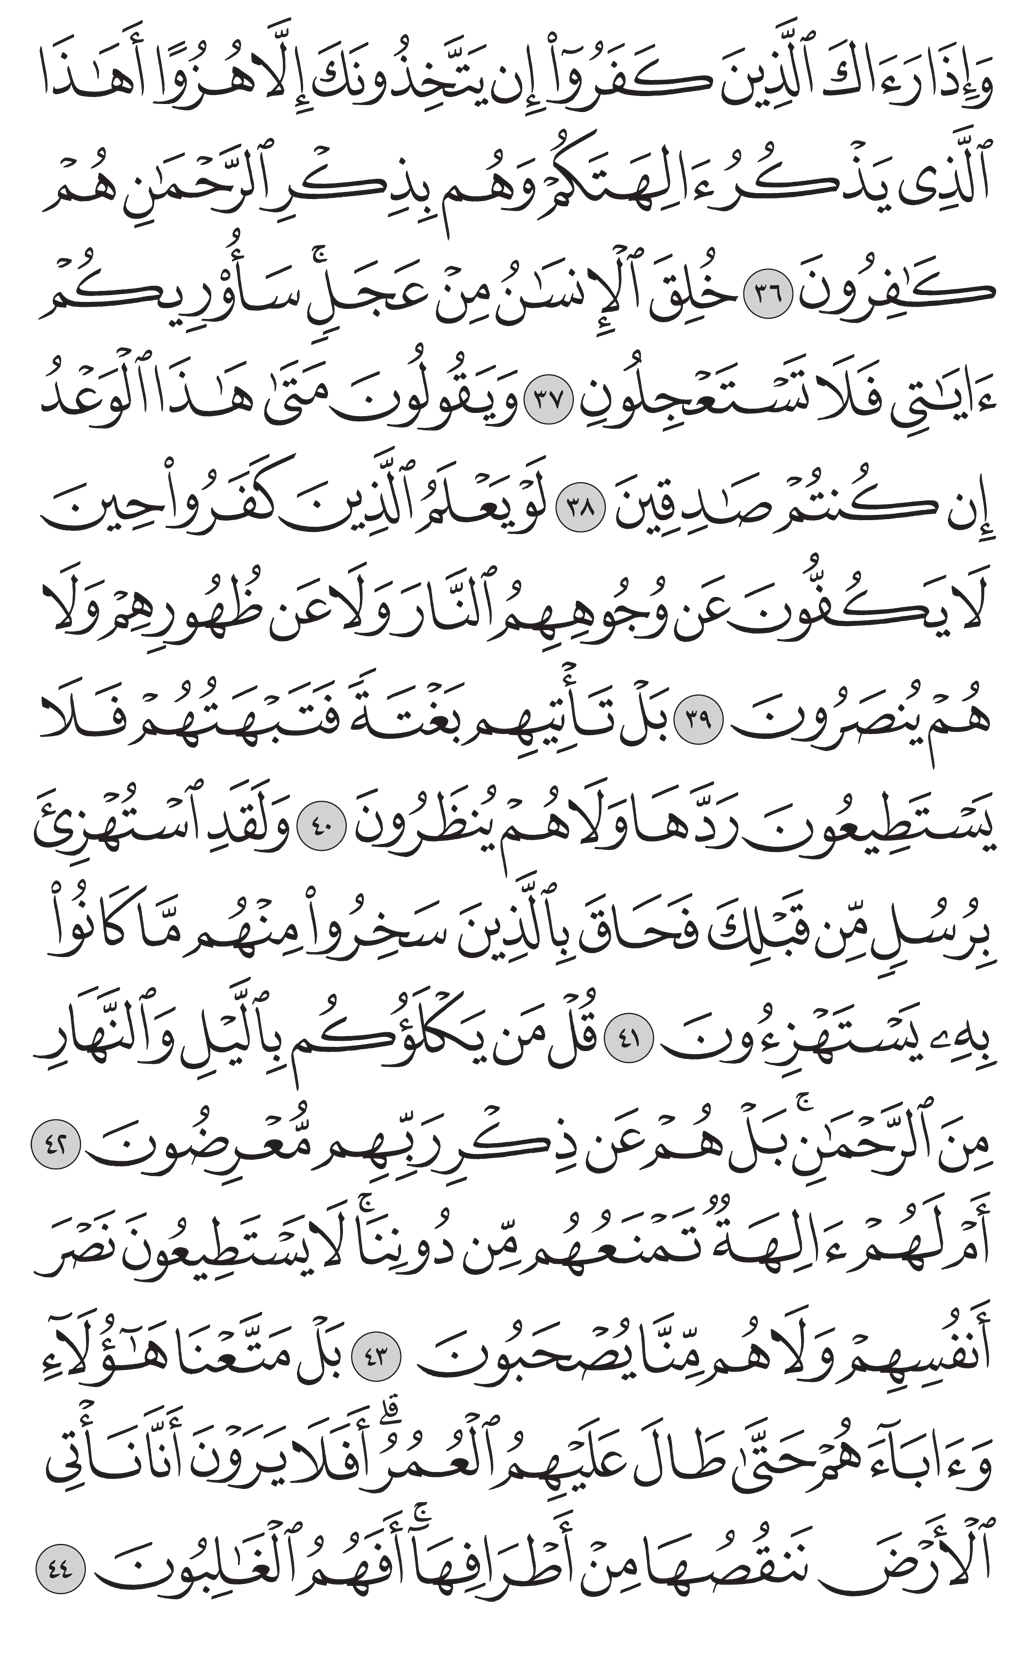 وَإِذَا رَءَاكَ ٱلَّذِينَ كَفَرُوٓا۟ إِن يَتَّخِذُونَكَ إِلَّا هُزُوًا أَهَـٰذَا
ٱلَّذِى يَذْكُرُ ءَالِهَتَكُمْ وَهُم بِذِكْرِ ٱلرَّحْمَـٰنِ هُمْ
كَـٰفِرُونَ ٣٦ خُلِقَ ٱلْإِنسَـٰنُ مِنْ عَجَلٍۚ سَأُو۟رِيكُمْ
ءَايَـٰتِى فَلَا تَسْتَعْجِلُونِ ٣٧ وَيَقُولُونَ مَتَىٰ هَـٰذَا ٱلْوَعْدُ
إِن كُنتُمْ صَـٰدِقِينَ ٣٨ لَوْ يَعْلَمُ ٱلَّذِينَ كَفَرُوا۟ حِينَ
لَا يَكُفُّونَ عَن وُجُوهِهِمُ ٱلنَّارَ وَلَا عَن ظُهُورِهِمْ وَلَا
هُمْ يُنصَرُونَ ٣٩ بَلْ تَأْتِيهِم بَغْتَةً فَتَبْهَتُهُمْ فَلَا
يَسْتَطِيعُونَ رَدَّهَا وَلَا هُمْ يُنظَرُونَ ٤٠ وَلَقَدِ ٱسْتُهْزِئَ
بِرُسُلٍ مِّن قَبْلِكَ فَحَاقَ بِٱلَّذِينَ سَخِرُوا۟ مِنْهُم مَّا كَانُوا۟
بِهِۦ يَسْتَهْزِءُونَ ٤١ قُلْ مَن يَكْلَؤُكُم بِٱلَّيْلِ وَٱلنَّهَارِ
مِنَ ٱلرَّحْمَـٰنِۚ بَلْ هُمْ عَن ذِكْرِ رَبِّهِم مُّعْرِضُونَ ٤٢
أَمْ لَهُمْ ءَالِهَةٌ تَمْنَعُهُم مِّن دُونِنَاۚ لَا يَسْتَطِيعُونَ نَصْرَ
أَنفُسِهِمْ وَلَا هُم مِّنَّا يُصْحَبُونَ ٤٣ بَلْ مَتَّعْنَا هَـٰٓؤُلَآءِ
وَءَابَآءَهُمْ حَتَّىٰ طَالَ عَلَيْهِمُ ٱلْعُمُرُۗ أَفَلَا يَرَوْنَ أَنَّا نَأْتِى
ٱلْأَرْضَ نَنقُصُهَا مِنْ أَطْرَافِهَآۚ أَفَهُمُ ٱلْغَـٰلِبُونَ ٤٤